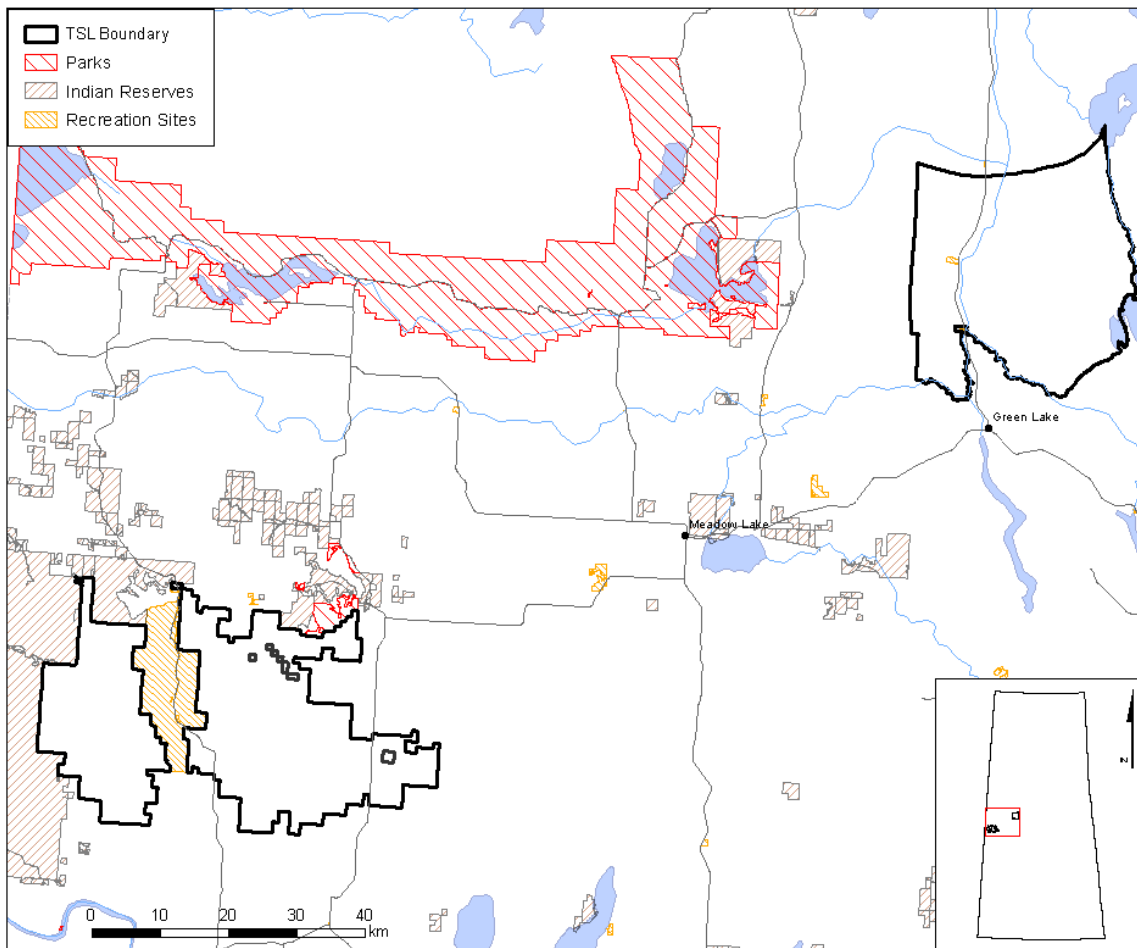 TSL Boundary
Parks
Indian Reserves
Recreation Sites
Green Lake
Meadow Lake
N
0 10 20 30 40
km